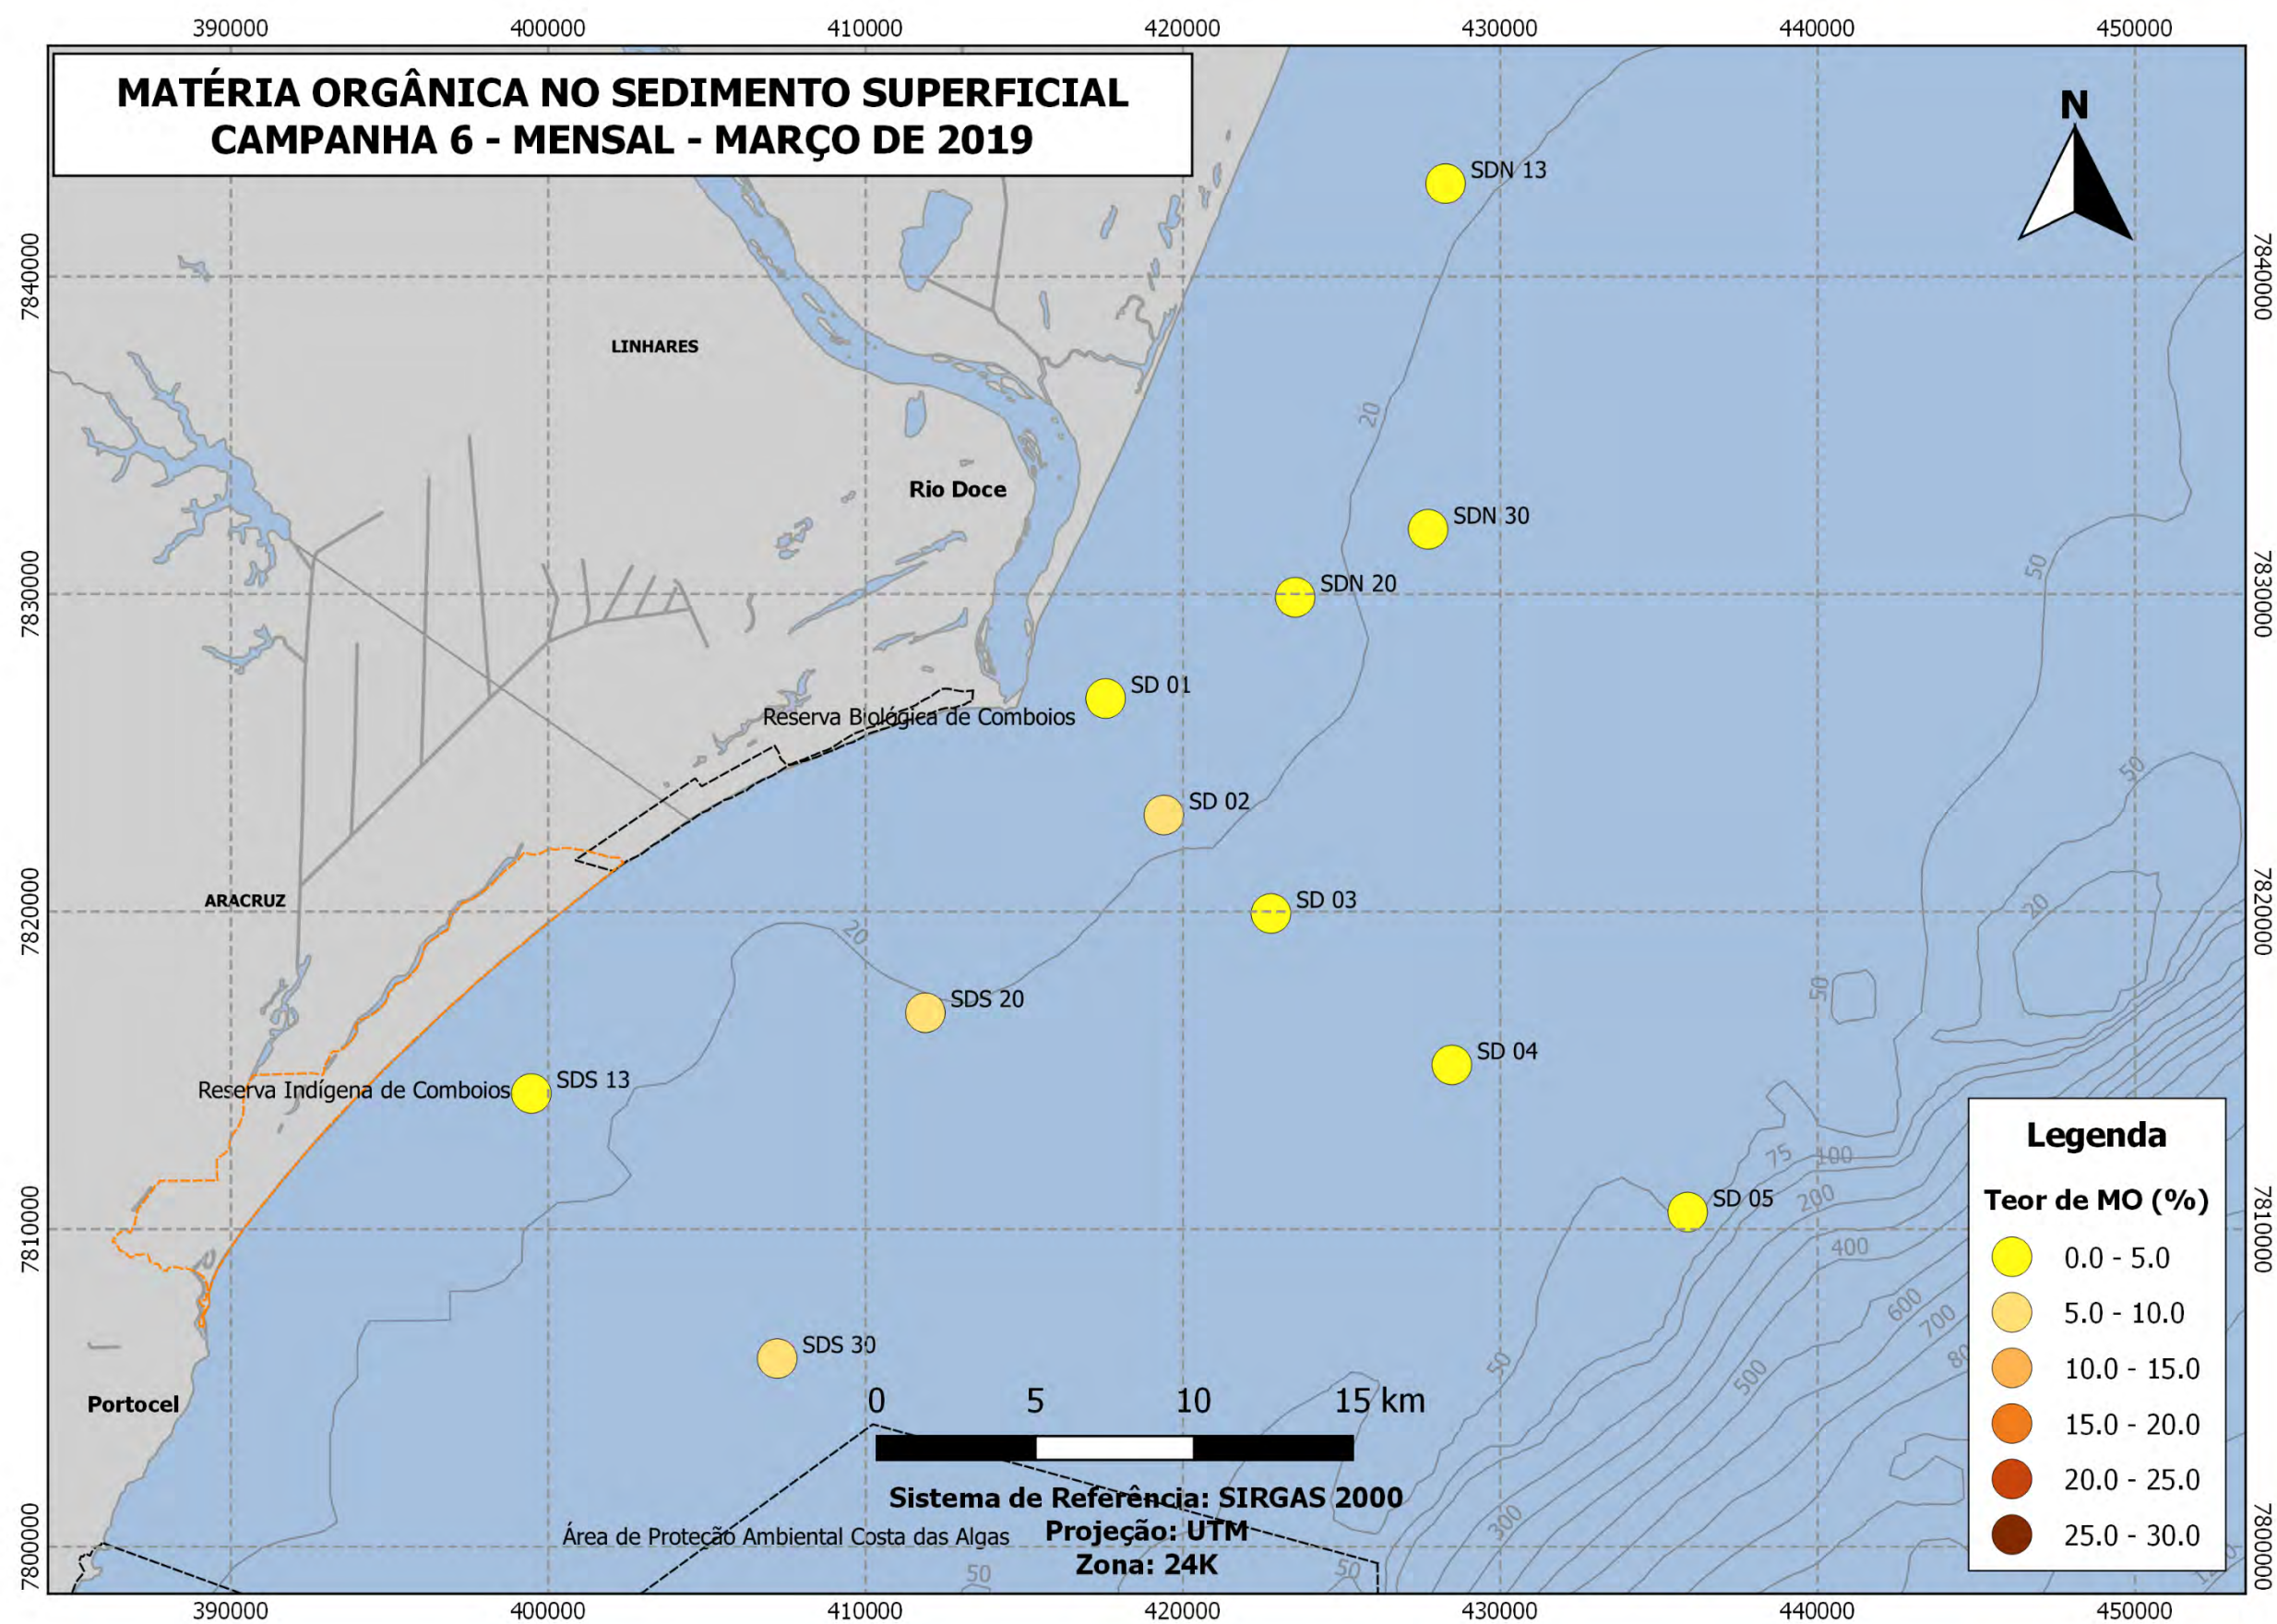 390000 400000 410000 420000 430000 440000 450000
MATÉRIA ORGÂNICA NO SEDIMENTO SUPERFICIAL
CAMPANHA 6 - MENSAL - MARÇO DE 2019
N
SDN 13
7840000
7840000
LINHARES
20
Rio Doce
SDN 30
50
SDN 20
7830000
7830000
SD 01
Reserva Biológica de Comboios
50
SD 02
ARACRUZ
SD 03
20
20
7820000
7820000
SDS 20
50
SD 04
SDS 13
Reserva Indígena de Comboios
75
100
200
SD 05
400
7810000
7810000
600
700
50
500
SDS 30
Portocel
0 5 10 15 km
Sistema de Referência: SIRGAS 2000
Projeção: UTM
Zona: 24K
Área de Proteção Ambiental Costa das Algas
300
50
50
7800000
7800000
Legenda
Teor de MO (%)
0.0 - 5.0
5.0 - 10.0
10.0 - 15.0
15.0 - 20.0
20.0 - 25.0
25.0 - 30.0
390000 400000 410000 420000 430000 440000 450000